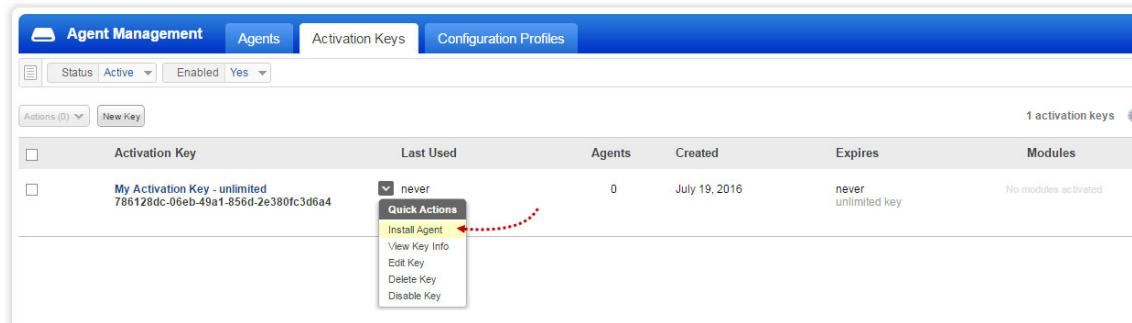 Agent Management Agents Activation Keys Configuration Profiles
Status Active Enabled Yes
Actions (0) New Key 1 activation keys
Activation Key Last Used Agents Created Expires Modules
My Activation Key - unlimited never 0 July 19, 2016 never No modules activated
786128dc-06eb-49a1-856d-2e380fc3d6a4 unlimited key
Quick Actions
Install Agent
View Key Info
Edit Key
Delete Key
Disable Key